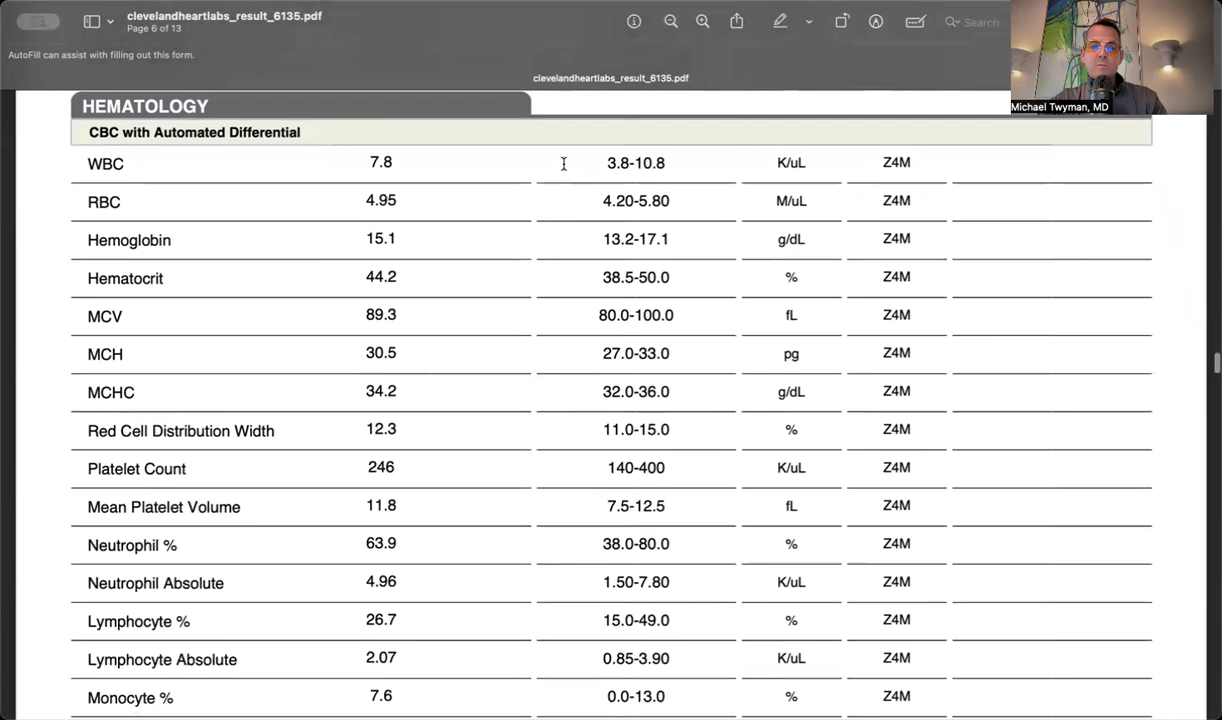 clevelandheartlabs_result_6135.pdf
Page 6 of 13
Search
AutoFill can assist with filling out this form.
clevelandheartlabs_result_6135.pdf
Michael Twyman, MD
HEMATOLOGY
CBC with Automated Differential
WBC 7.8 3.8-10.8 K/uL Z4M
RBC 4.95 4.20-5.80 M/uL Z4M
Hemoglobin 15.1 13.2-17.1 g/dL Z4M
Hematocrit 44.2 38.5-50.0 % Z4M
MCV 89.3 80.0-100.0 fL Z4M
MCH 30.5 27.0-33.0 pg Z4M
MCHC 34.2 32.0-36.0 g/dL Z4M
Red Cell Distribution Width 12.3 11.0-15.0 % Z4M
Platelet Count 246 140-400 K/uL Z4M
Mean Platelet Volume 11.8 7.5-12.5 fL Z4M
Neutrophil % 63.9 38.0-80.0 % Z4M
Neutrophil Absolute 4.96 1.50-7.80 K/uL Z4M
Lymphocyte % 26.7 15.0-49.0 % Z4M
Lymphocyte Absolute 2.07 0.85-3.90 K/uL Z4M
Monocyte % 7.6 0.0-13.0 % Z4M